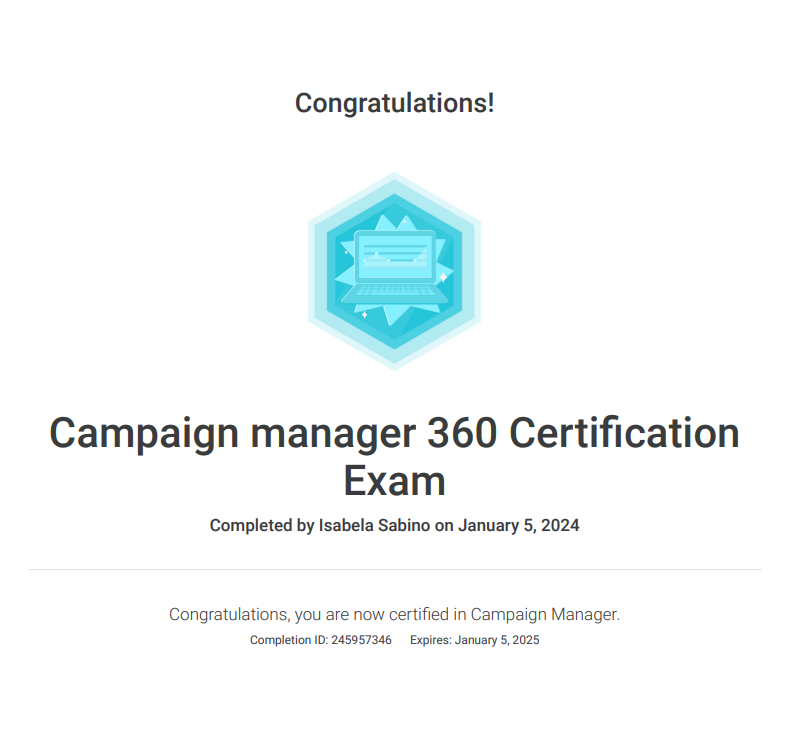 Congratulations!
Campaign manager 360 Certification
Exam
Completed by Isabela Sabino on January 5, 2024
Congratulations, you are now certified in Campaign Manager.
Completion ID: 245957346 Expires: January 5, 2025